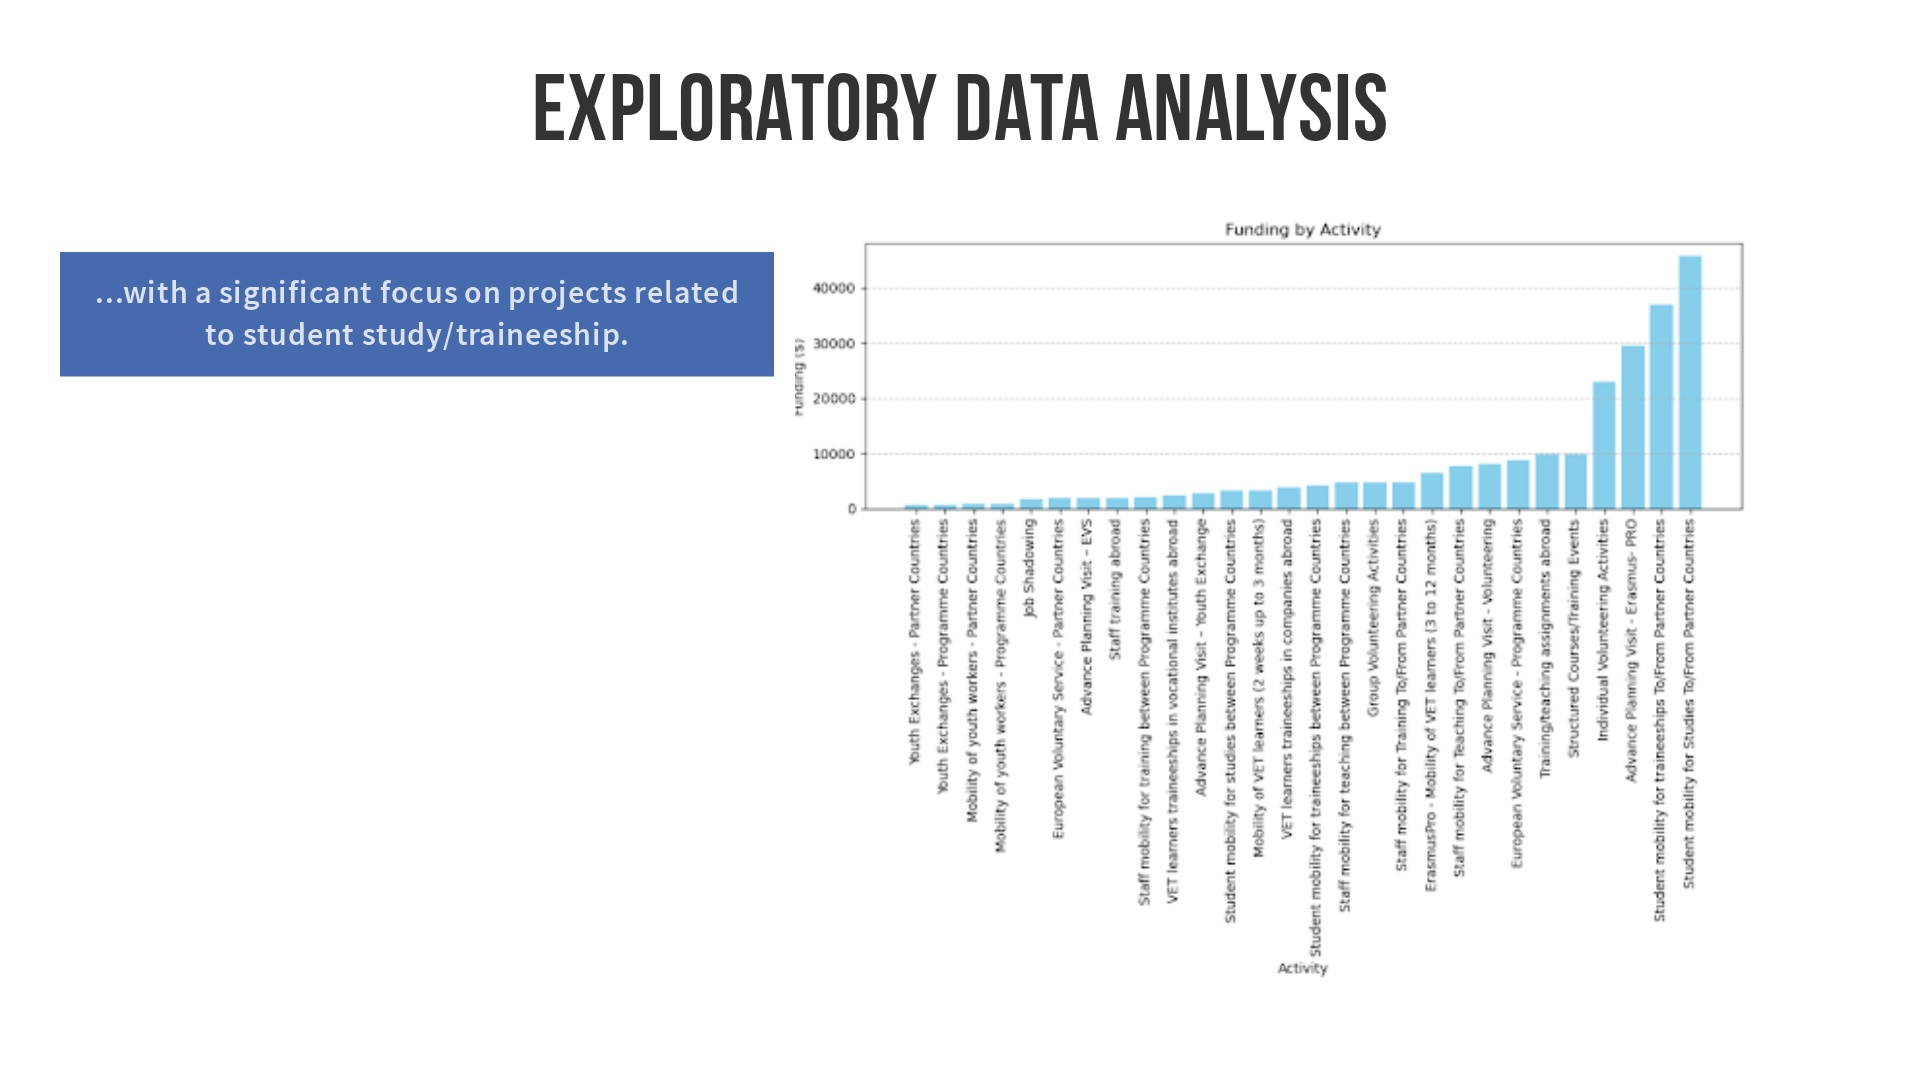 EXPLORATORY DATA ANALYSIS
...with a significant focus on projects related
to student study/traineeship.
Funding by Activity
Funding ($)
40000
30000
20000
10000
0
Youth Exchanges - Partner Countries
Youth Exchanges - Programme Countries
Mobility of youth workers - Partner Countries
Mobility of youth workers - Programme Countries
Job Shadowing
European Voluntary Service - Partner Countries
Advance Planning Visit – EVS
Staff training abroad
Staff mobility for training between Programme Countries
VET learners traineeships in vocational institutes abroad
Advance Planning Visit – Youth Exchange
Student mobility for studies between Programme Countries
Mobility of VET learners (2 weeks up to 3 months)
VET learners traineeships in companies abroad
Student mobility for traineeships between Programme Countries
Staff mobility for teaching between Programme Countries
Group Volunteering Activities
Staff mobility for Training To/From Partner Countries
ErasmusPro - Mobility of VET learners (3 to 12 months)
Staff mobility for Teaching To/From Partner Countries
Advance Planning Visit - Volunteering
European Voluntary Service - Programme Countries
Training/teaching assignments abroad
Structured Courses/Training Events
Individual Volunteering Activities
Advance Planning Visit - Erasmus- PRO
Student mobility for traineeships To/From Partner Countries
Student mobility for Studies To/From Partner Countries
Activity